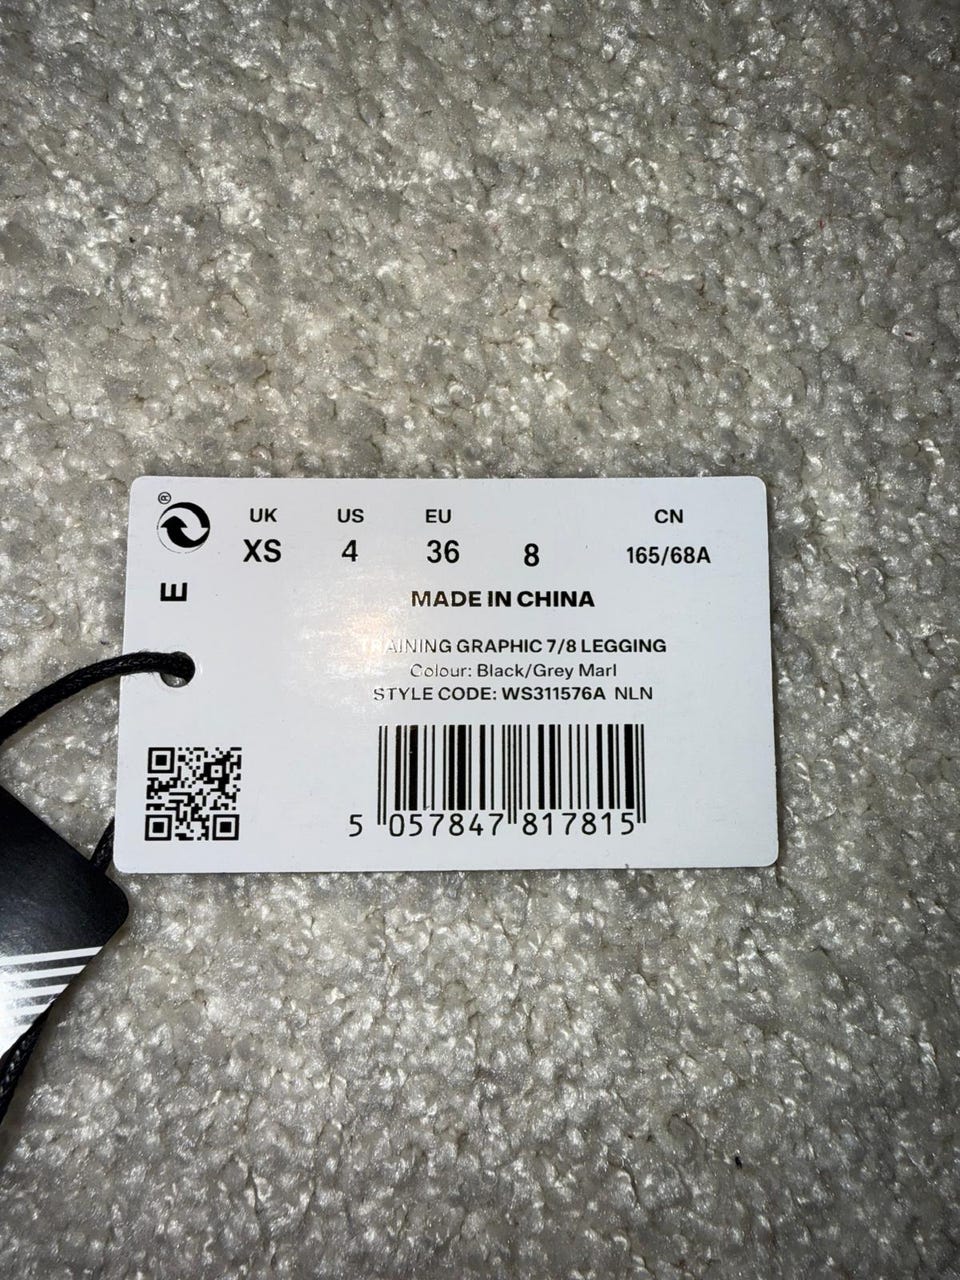 ®
UK US EU CN
XS 4 36 8 165/68A
E
MADE IN CHINA
TRAINING GRAPHIC 7/8 LEGGING
Colour: Black/Grey Marl
STYLE CODE: WS311576A NLN
5 057847 817815